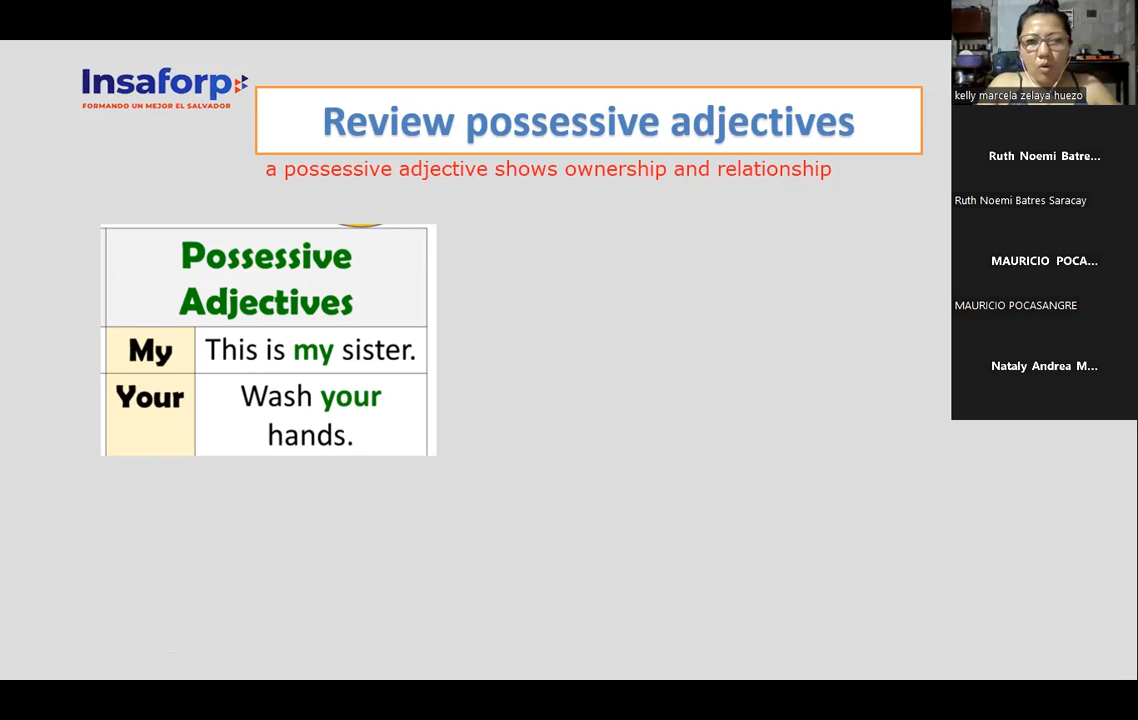 Insaforp
FORMANDO UN MEJOR EL SALVADOR
Review possessive adjectives
a possessive adjective shows ownership and relationship
Possessive
Adjectives
My This is my sister.
Your Wash your
hands.
kelly marcela zelaya huezo
Ruth Noemi Batre...
Ruth Noemi Batres Saracay
MAURICIO POCA...
MAURICIO POCASANGRE
Nataly Andrea M...